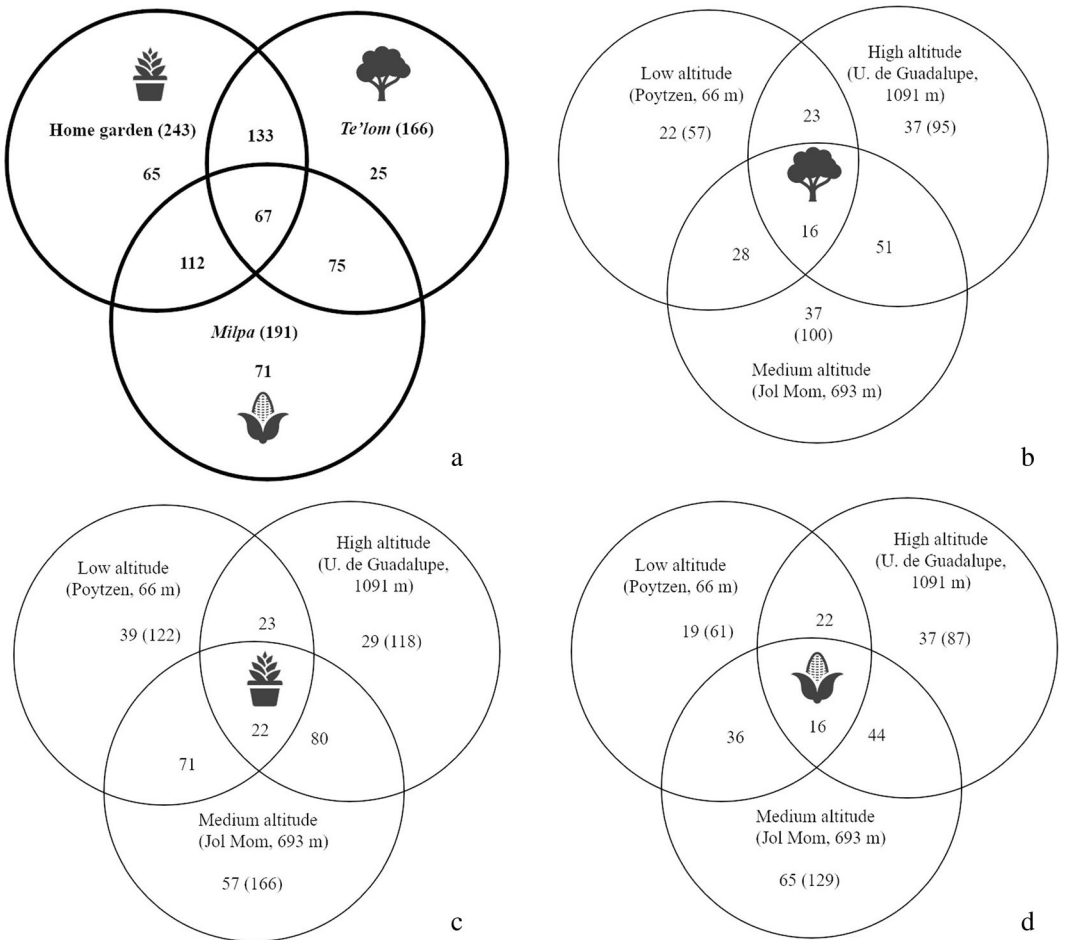 Home garden (243)
65
133
Te’lom (166)
25
67
112
75
Milpa (191)
71
a
Low altitude
(Poytzen, 66 m)
22 (57)
23
High altitude
(U. de Guadalupe,
1091 m)
37 (95)
16
28
51
37
(100)
Medium altitude
(Jol Mom, 693 m)
b
Low altitude
(Poytzen, 66 m)
39 (122)
23
High altitude
(U. de Guadalupe,
1091 m)
29 (118)
22
71
80
Medium altitude
(Jol Mom, 693 m)
57 (166)
c
Low altitude
(Poytzen, 66 m)
19 (61)
22
High altitude
(U. de Guadalupe,
1091 m)
37 (87)
16
36
44
Medium altitude
(Jol Mom, 693 m)
65 (129)
d